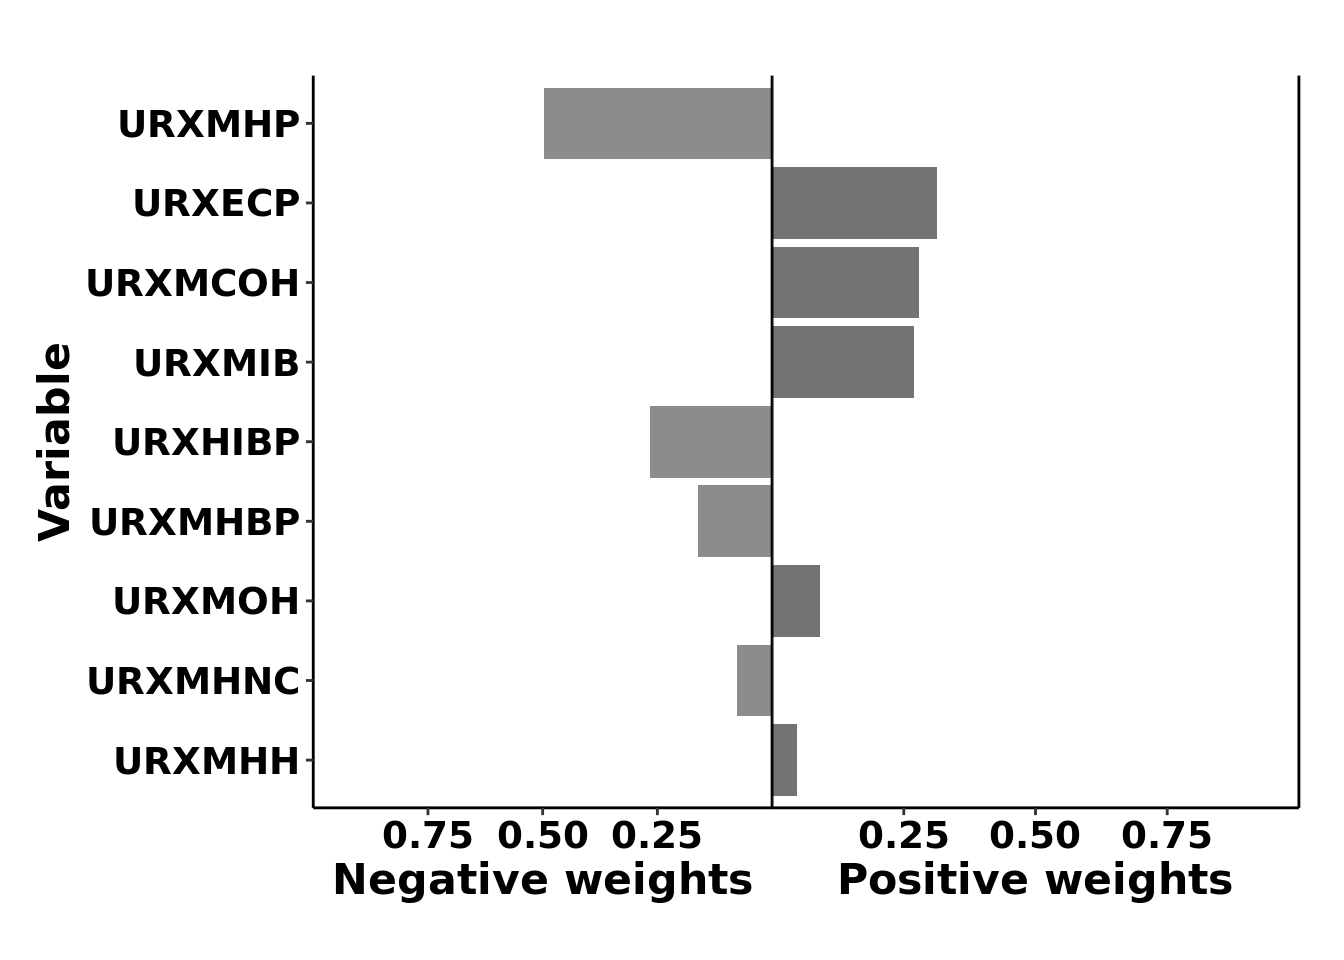 Variable
URXMHP
URXECP
URXMCOH
URXMIB
URXHIBP
URXMHBP
URXMOH
URXMHNC
URXMHH
0.75 0.50 0.25 0.25 0.50 0.75
Negative weights Positive weights